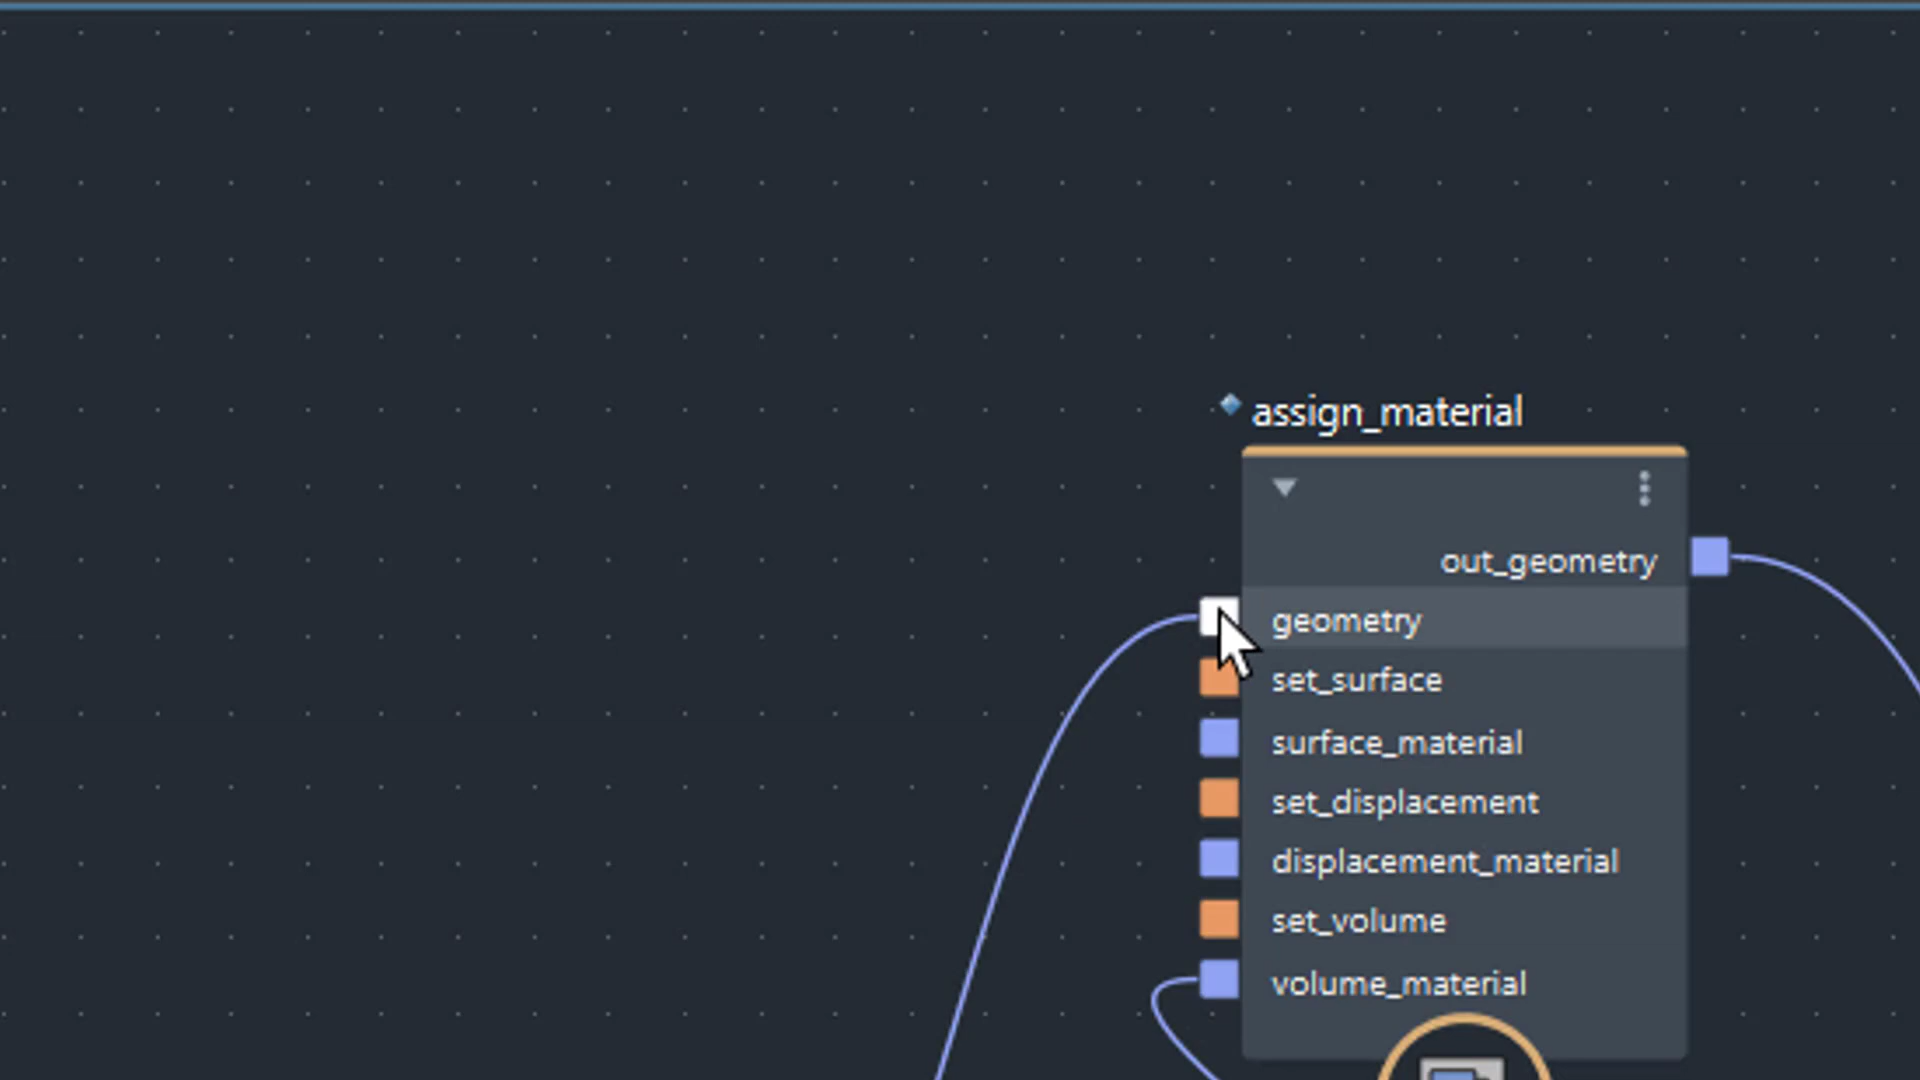 assign_material
out_geometry
geometry
set_surface
surface_material
set_displacement
displacement_material
set_volume
volume_material